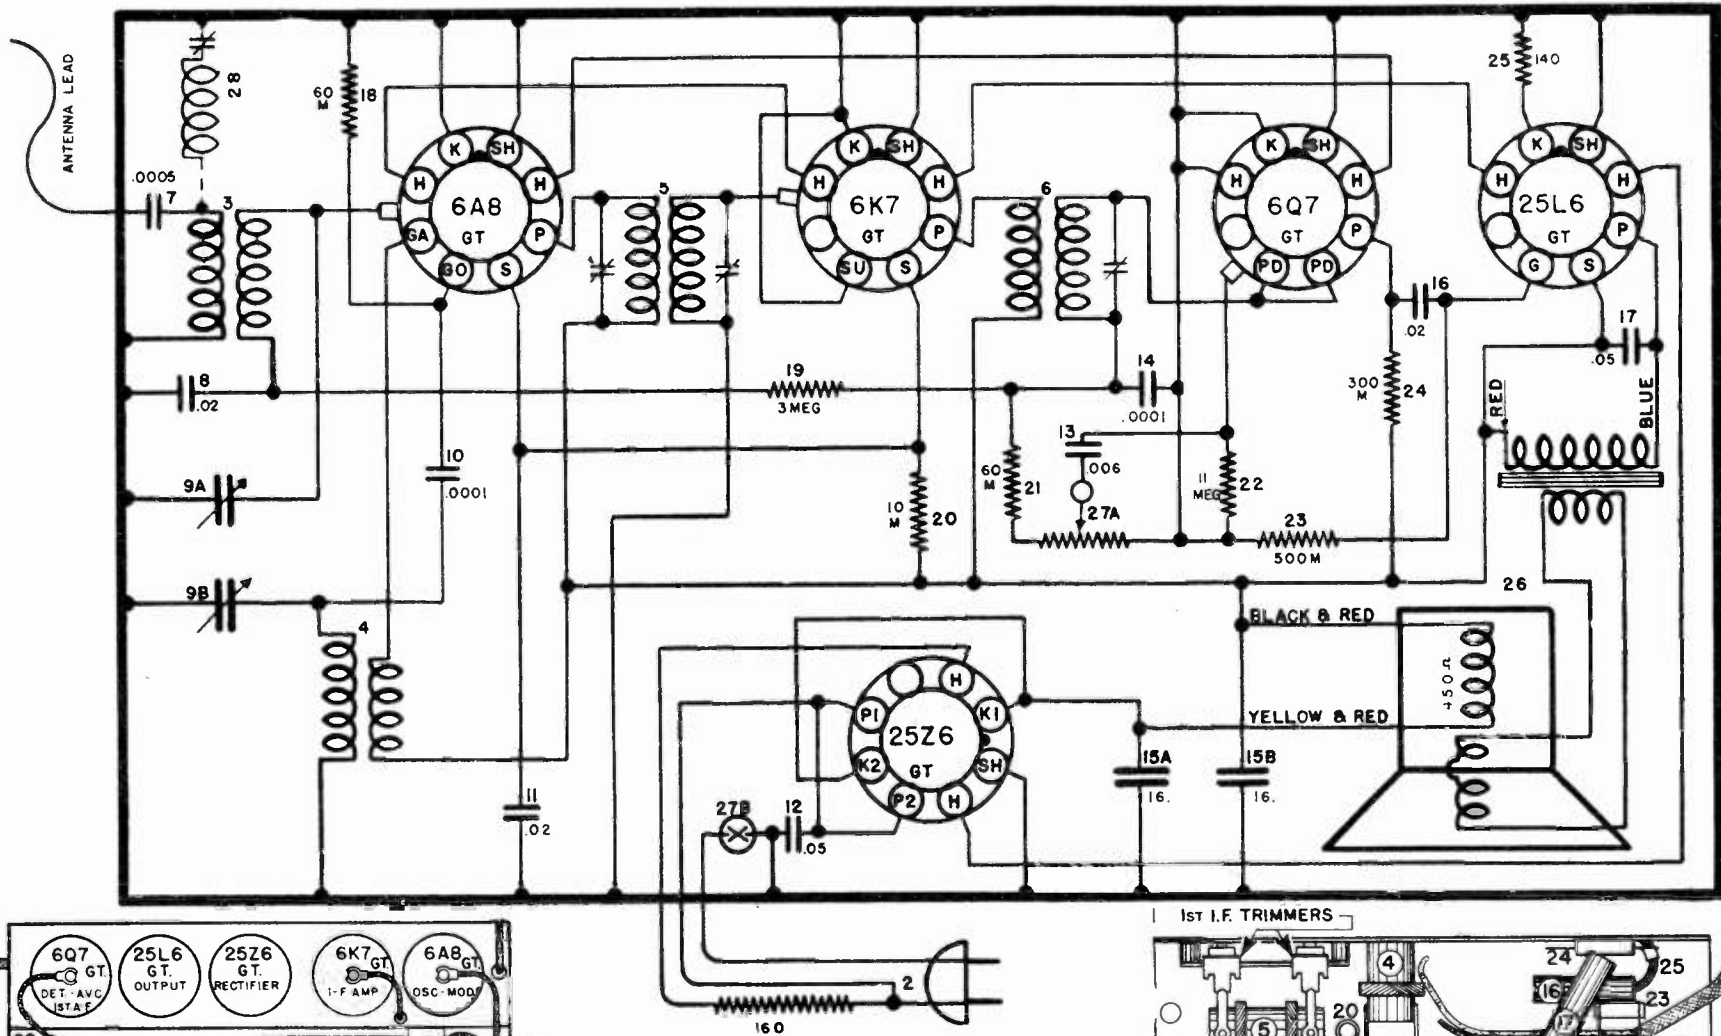 ANTENNA LEAD
28
60
M
18
25
140
.0005
7
3
K
SH
H
H
6A8
GT
GA
P
GO
S
5
K
SH
H
H
6K7
GT
P
SU
S
6
K
SH
H
H
6Q7
GT
P
PD
PD
K
SH
H
H
25L6
GT
P
G
S
16
.02
17
.05
8
.02
19
3 MEG
14
.0001
300
M
24
RED
BLUE
9A
10
.0001
13
.006
60
M
21
10
M
20
27A
11
MEG
22
23
500M
9B
4
26
BLACK & RED
450Ω
YELLOW & RED
H
P1
K1
25Z6
GT
K2
SH
P2
H
15A
16.
15B
16.
11
.02
27B
12
.05
2
160
6Q7
GT.
DET.-AVC
1ST A F
25L6
GT.
OUTPUT
25Z6
GT.
RECTIFIER
6K7
GT.
I-F AMP
6A8
GT.
OSC-MOD
1ST I.F. TRIMMERS
4
5
20
24
25
16
23
17